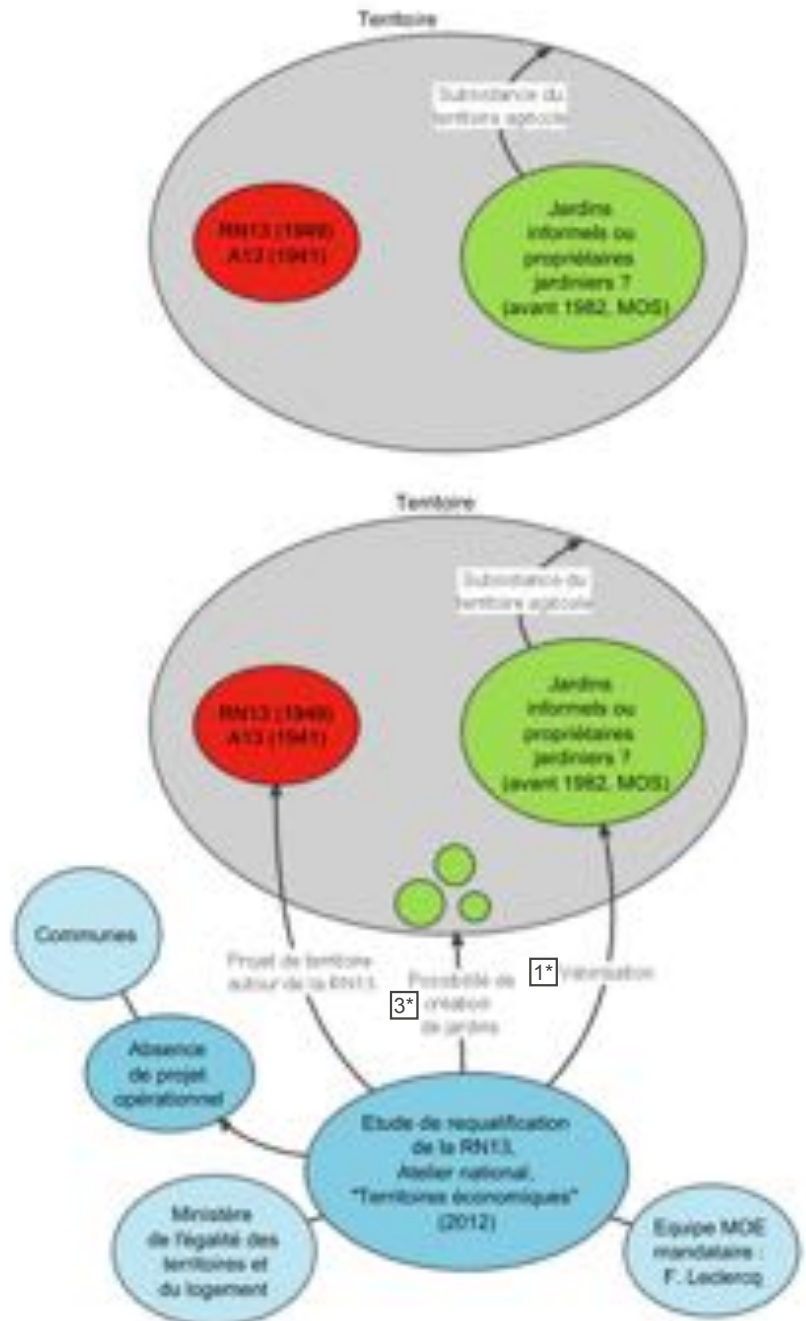 Territoire
Subsistance du
territoire agricole
RN13 (1949)
A13 (1941)
Jardins
informels ou
propriétaires
jardiniers ?
(avant 1982, MOS)
Territoire
Subsistance du
territoire agricole
RN13 (1949)
A13 (1941)
Jardins
informels ou
propriétaires
jardiniers ?
(avant 1982, MOS)
Communes
Projet de territoire
autour de la RN13
3*
Possibilité de
création
de jardins
1*
Valorisation
Absence
de projet
opérationnel
Etude de requalification
de la RN13,
Atelier national,
"Territoires économiques"
(2012)
Ministère
de l'égalité des
territoires et
du logement
Equipe MOE
mandataire :
F. Leclercq